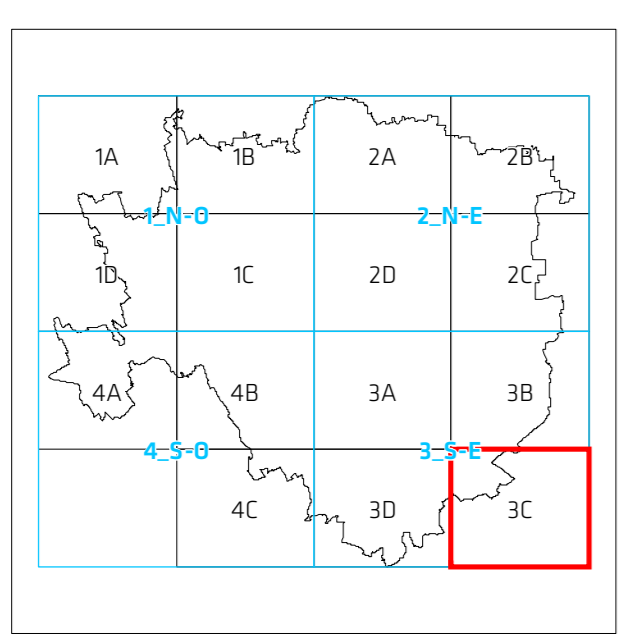 1A 1B 2A 2B
1_N-O 2_N-E
1D 1C 2D 2C
4A 4B 3A 3B
4_S-O 3_S-E
4C 3D 3C